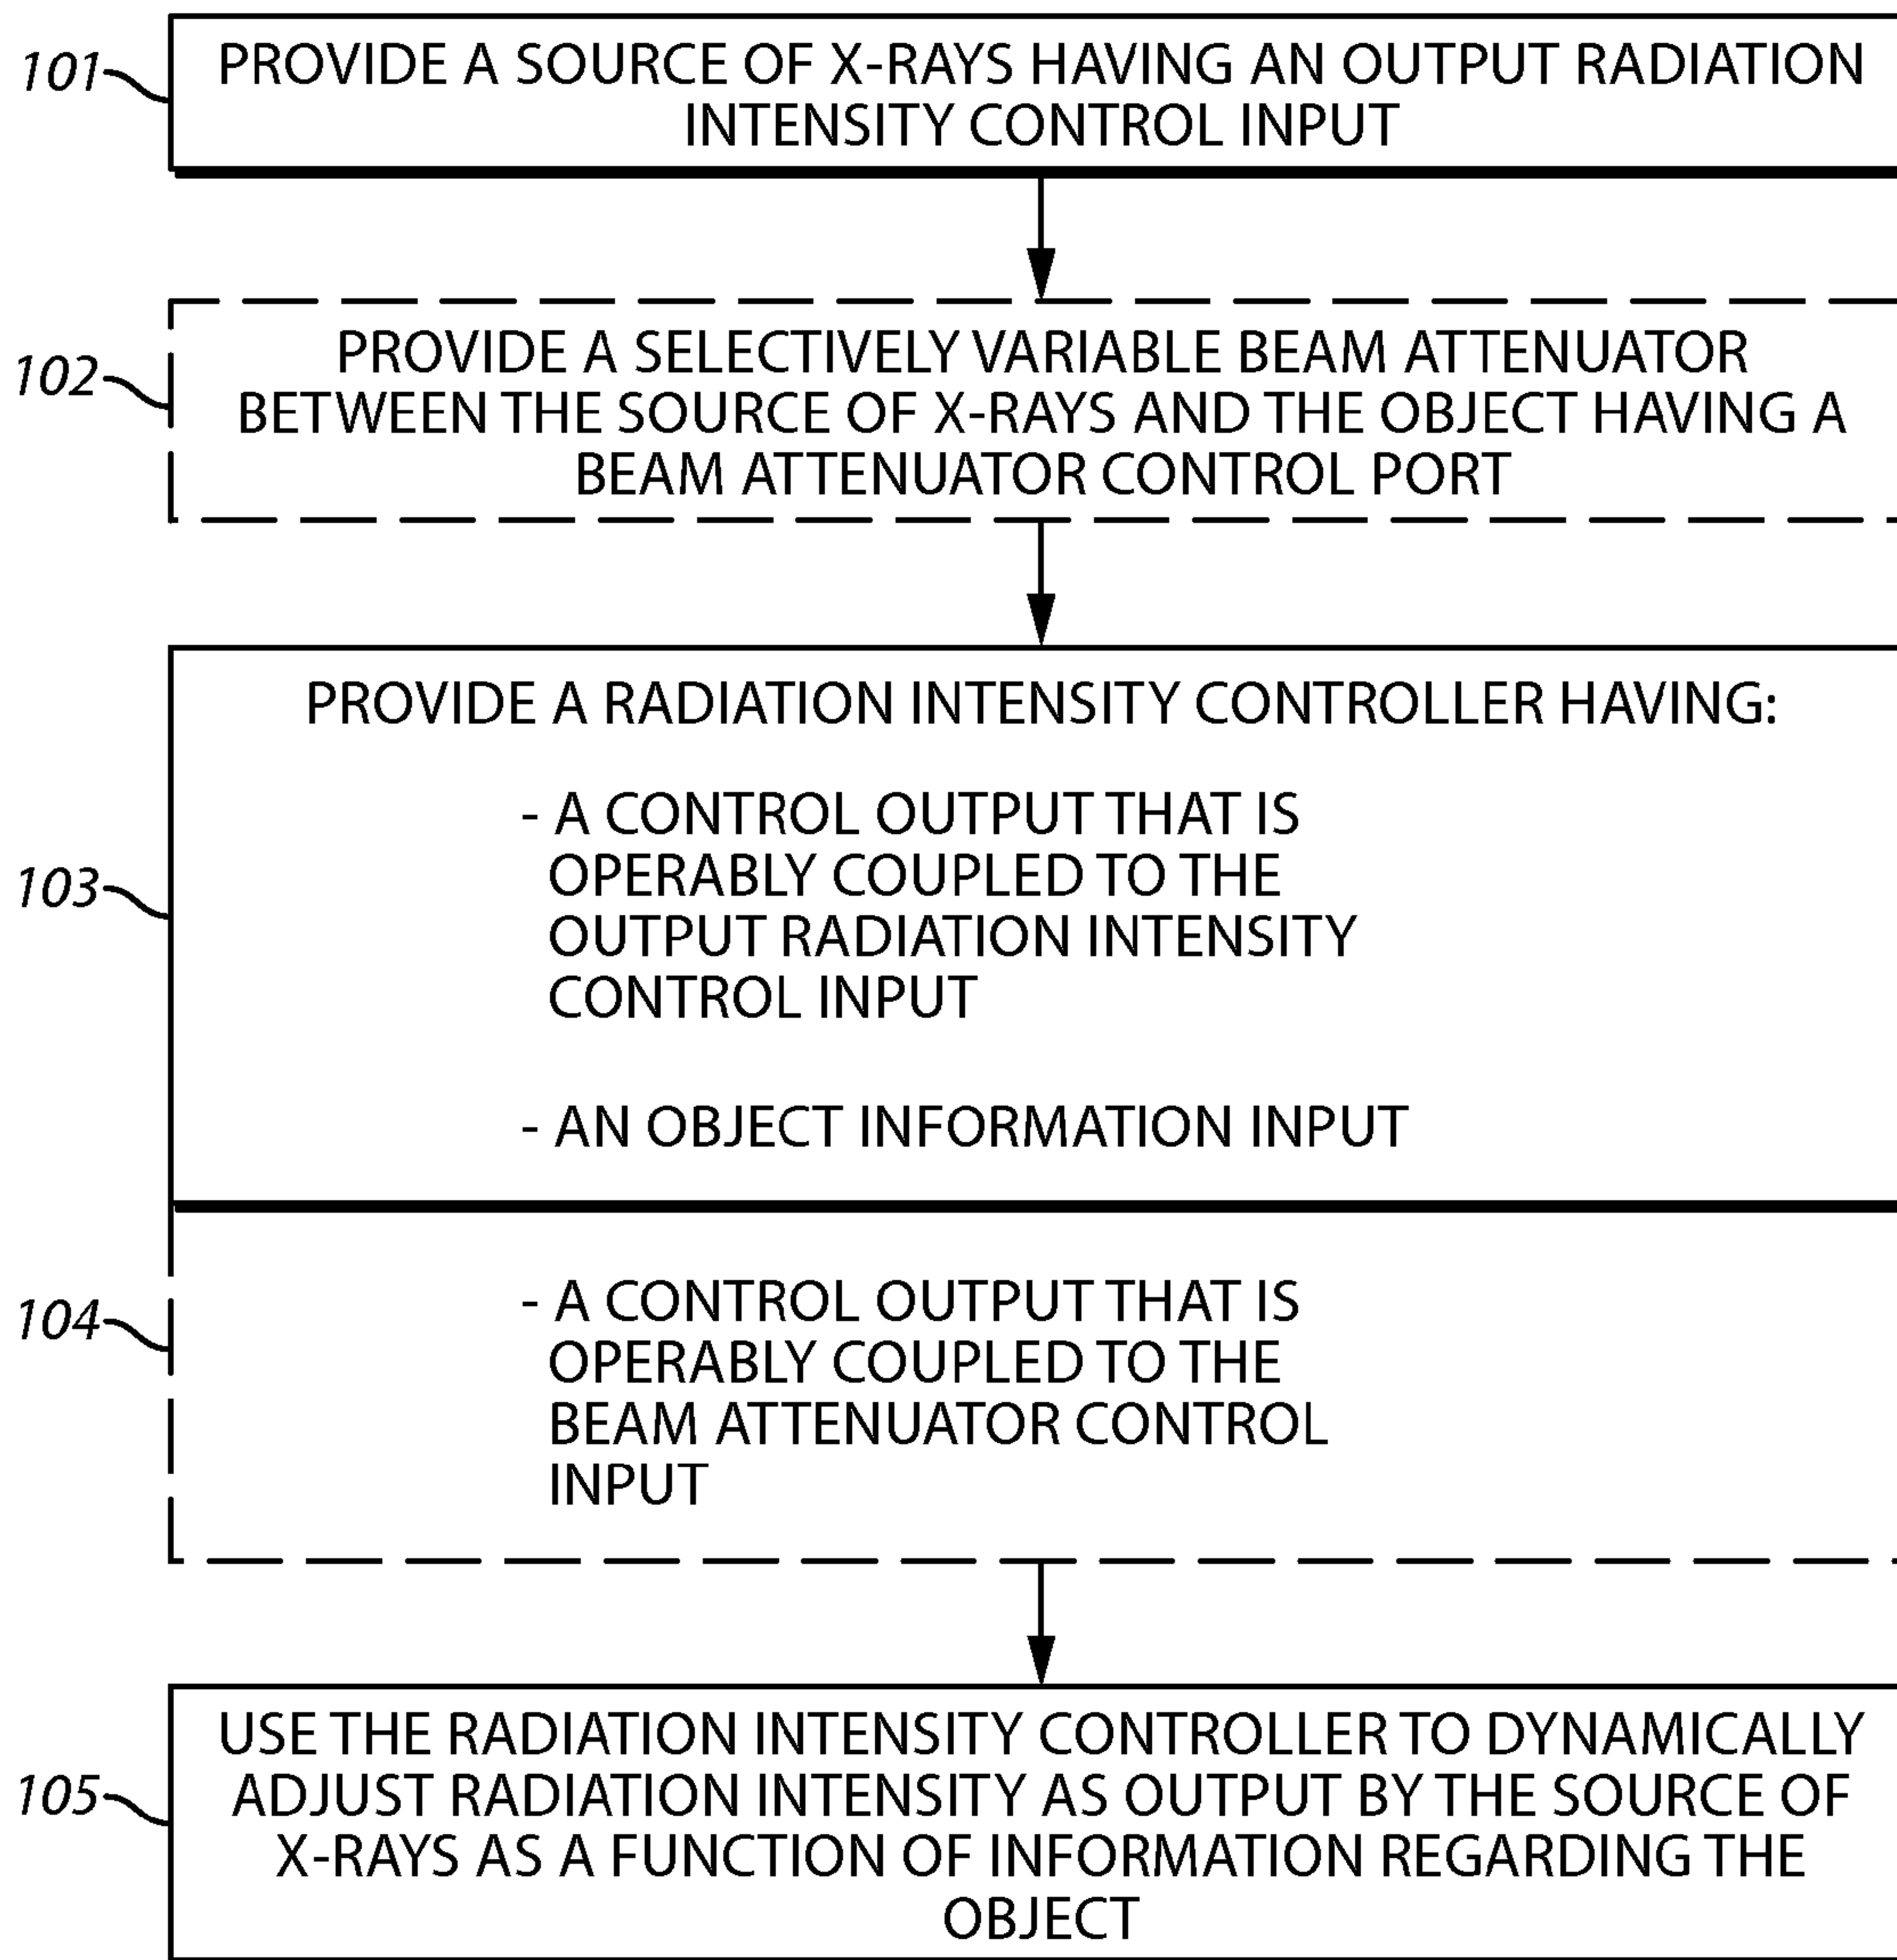 101
PROVIDE A SOURCE OF X-RAYS HAVING AN OUTPUT RADIATION
INTENSITY CONTROL INPUT
102
PROVIDE A SELECTIVELY VARIABLE BEAM ATTENUATOR
BETWEEN THE SOURCE OF X-RAYS AND THE OBJECT HAVING A
BEAM ATTENUATOR CONTROL PORT
103
PROVIDE A RADIATION INTENSITY CONTROLLER HAVING:
- A CONTROL OUTPUT THAT IS
OPERABLY COUPLED TO THE
OUTPUT RADIATION INTENSITY
CONTROL INPUT
- AN OBJECT INFORMATION INPUT
104
- A CONTROL OUTPUT THAT IS
OPERABLY COUPLED TO THE
BEAM ATTENUATOR CONTROL
INPUT
105
USE THE RADIATION INTENSITY CONTROLLER TO DYNAMICALLY
ADJUST RADIATION INTENSITY AS OUTPUT BY THE SOURCE OF
X-RAYS AS A FUNCTION OF INFORMATION REGARDING THE
OBJECT